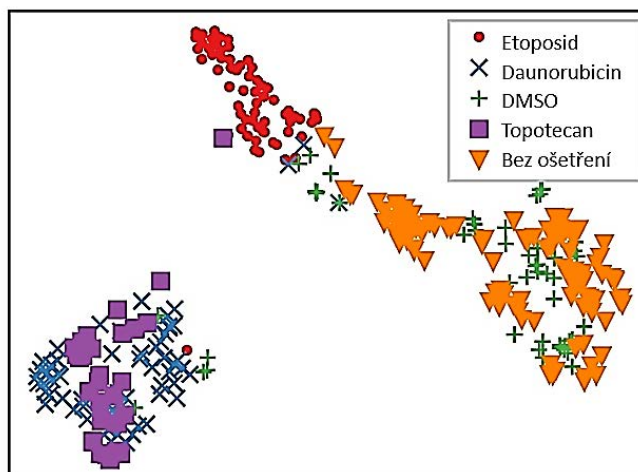 Etoposid
Daunorubicin
DMSO
Topotecan
Bez ošetření